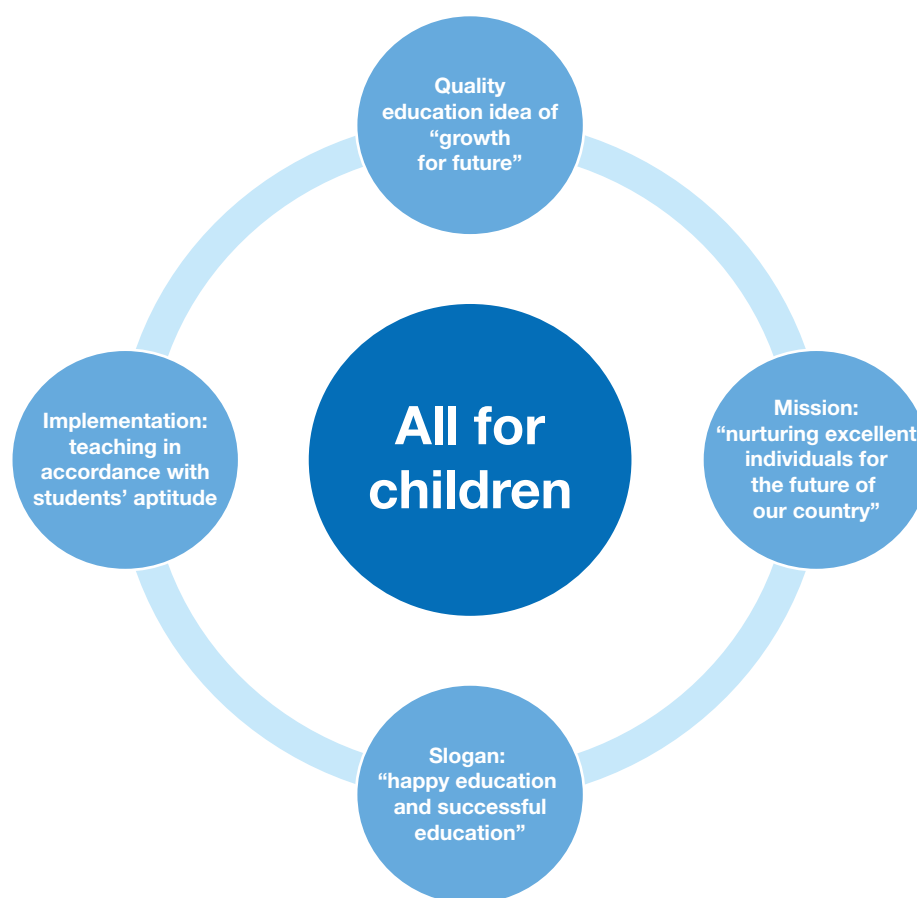 Quality
education idea of
“growth
for future”
Implementation:
teaching in
accordance with
students’ aptitude
All for
children
Mission:
“nurturing excellent
individuals for
the future of
our country”
Slogan:
“happy education
and successful
education”